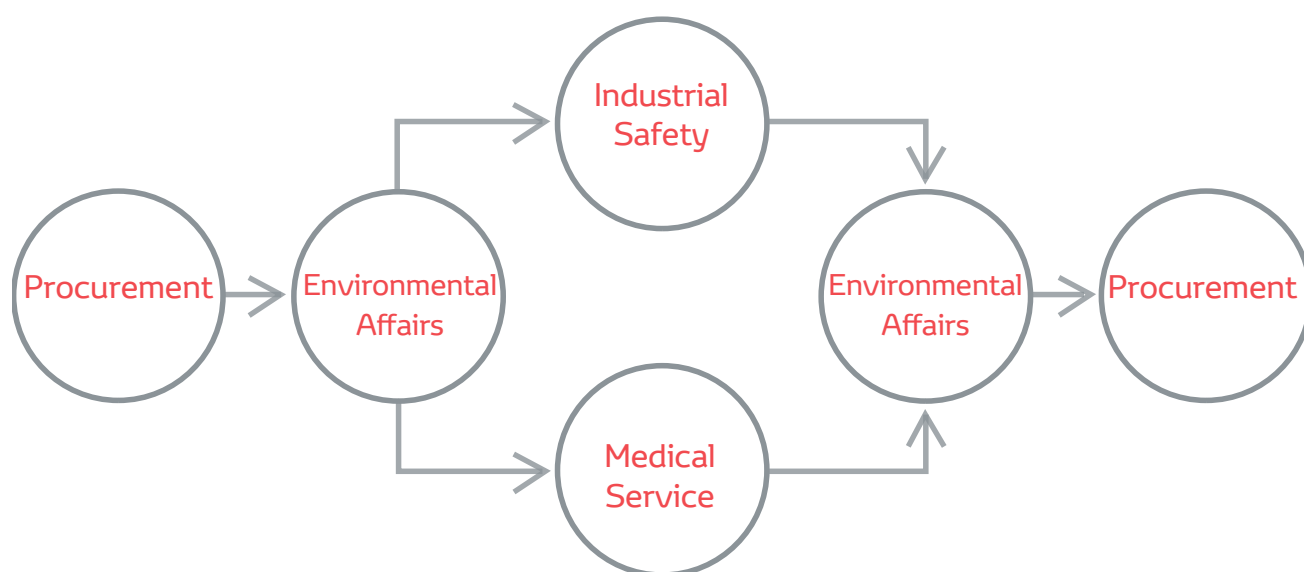 Industrial
Safety
Procurement
Environmental
Affairs
Environmental
Affairs
Procurement
Medical
Service